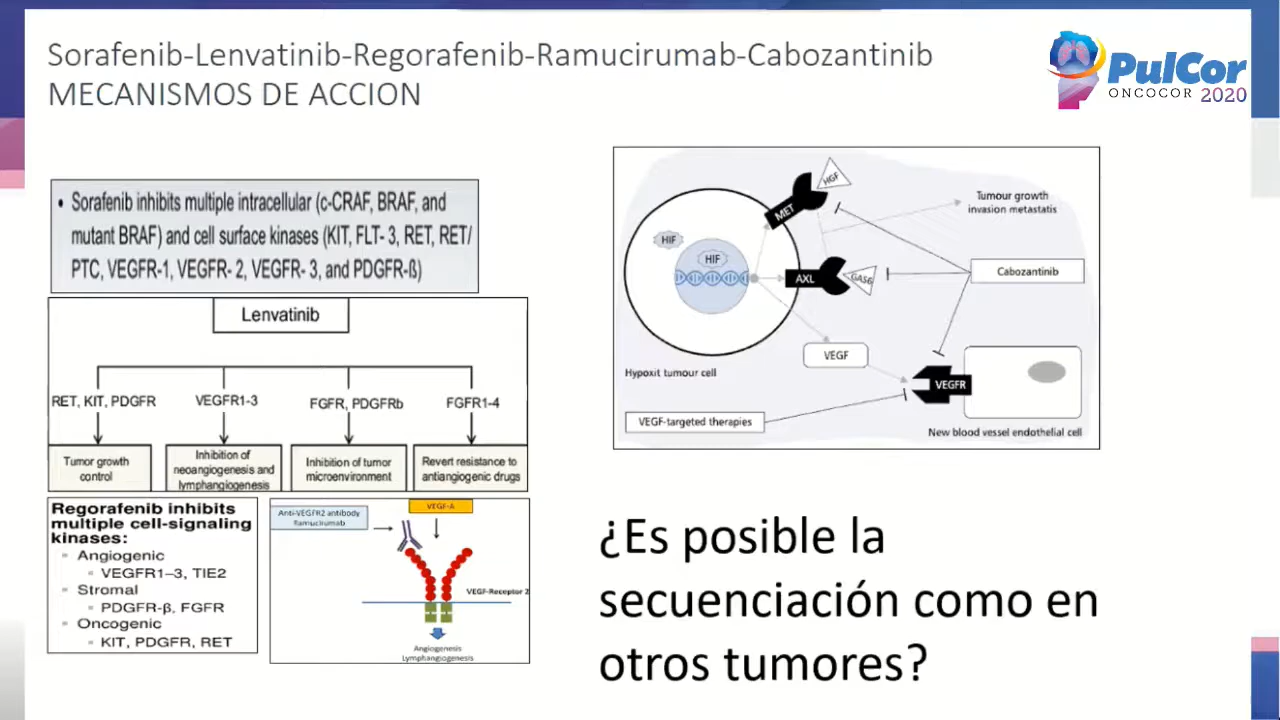 Sorafenib-Lenvatinib-Regorafenib-Ramucirumab-Cabozantinib
MECANISMOS DE ACCION
PulCor
ONCOCOR 2020
• Sorafenib inhibits multiple intracellular (c-CRAF, BRAF, and
mutant BRAF) and cell surface kinases (KIT, FLT- 3, RET, RET/
PTC, VEGFR-1, VEGFR- 2, VEGFR- 3, and PDGFR-ß)
Lenvatinib
RET, KIT, PDGFR
VEGFR1-3
FGFR, PDGFRb
FGFR1-4
Tumor growth
control
Inhibition of
neoangiogenesis and
lymphangiogenesis
Inhibition of tumor
microenvironment
Revert resistance to
antiangiogenic drugs
Regorafenib inhibits
multiple cell-signaling
kinases:
Angiogenic
VEGFR1–3, TIE2
Stromal
PDGFR-β, FGFR
Oncogenic
KIT, PDGFR, RET
Anti-VEGFR2 antibody
Ramucirumab
VEGF-A
VEGF-Receptor 2
Angiogenesis
Lymphangiogenesis
HGF
MET
HIF
HIF
AXL
GAS6
Tumour growth
invasion metastatis
Cabozantinib
VEGF
Hypoxit tumour cell
VEGFR
VEGF-targeted therapies
New blood vessel endothelial cell
¿Es posible la
secuenciación como en
otros tumores?